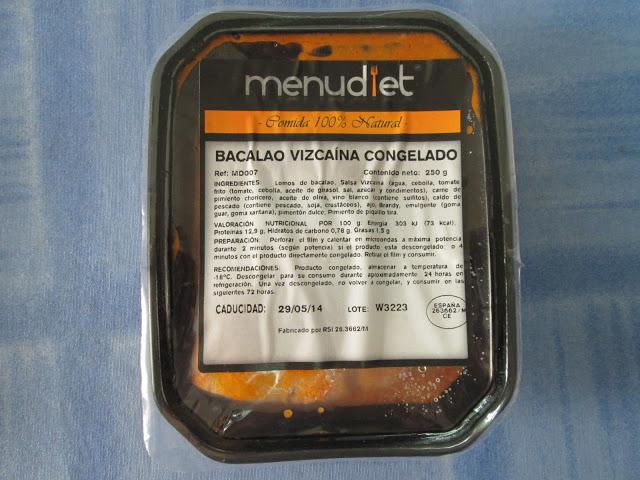 menudiet
- Comida 100% Natural -
BACALAO VIZCAÍNA CONGELADO
Ref: MD007 Contenido neto: 250 g
INGREDIENTES: Lomos de bacalao, Salsa Vizcaína (agua, cebolla, tomate
frito (tomate, cebolla, aceite de girasol, sal, azúcar y condimentos), carne de
pimiento choricero, aceite de oliva, vino blanco (contiene sulfitos), caldo de
pescado (contiene pescado, soja, crustáceos), ajo, Brandy, emulgente (goma
guar, goma xantana), pimentón dulce, Pimiento de piquillo tira.
VALORACIÓN NUTRICIONAL POR 100 g: Energía 303 kJ (73 kcal),
Proteínas 12,9 g, Hidratos de carbono 0,78 g, Grasas 1,5 g
PREPARACIÓN: Perforar el film y calentar en microondas a máxima potencia
durante 2 minutos (según potencia) si el producto esta descongelado, o 4
minutos con el producto directamente congelado. Retirar el film y consumir.
RECOMENDACIONES: Producto congelado, almacenar a temperatura de
-18°C. Descongelar para su consumo durante aproximadamente 24 horas en
refrigeración. Una vez descongelado, no volver a congelar, y consumir en las
siguientes 72 horas.
CADUCIDAD: 29/05/14 LOTE: W3223
ESPAÑA
26.3662/M
CE
Fabricado por RSI 26.3662/M